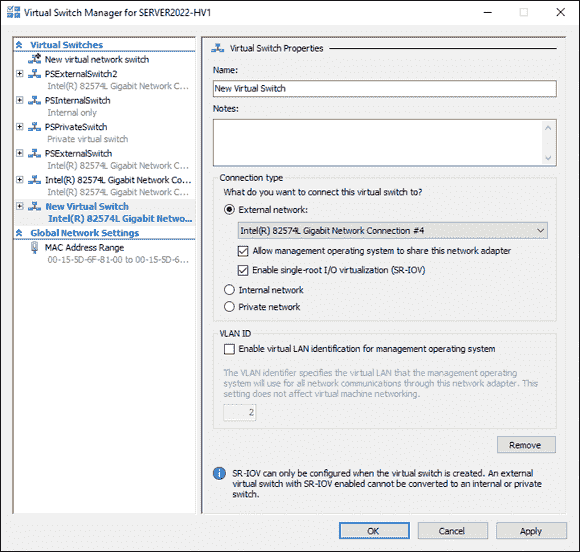 Virtual Switch Manager for SERVER2022-HV1
Virtual Switches
New virtual network switch
PSExternalSwitch2
Intel(R) 82574L Gigabit Network C...
PSInternalSwitch
Internal only
PSPrivateSwitch
Private virtual switch
PSExternalSwitch
Intel(R) 82574L Gigabit Network C...
Intel(R) 82574L Gigabit Network Co...
Intel(R) 82574L Gigabit Network C...
New Virtual Switch
Intel(R) 82574L Gigabit Netwo...
Global Network Settings
MAC Address Range
00-15-5D-6F-81-00 to 00-15-5D-6...
Virtual Switch Properties
Name:
New Virtual Switch
Notes:
Connection type
What do you want to connect this virtual switch to?
External network:
Intel(R) 82574L Gigabit Network Connection #4
Allow management operating system to share this network adapter
Enable single-root I/O virtualization (SR-IOV)
Internal network
Private network
VLAN ID
Enable virtual LAN identification for management operating system
The VLAN identifier specifies the virtual LAN that the management operating
system will use for all network communications through this network adapter. This
setting does not affect virtual machine networking.
2
Remove
SR-IOV can only be configured when the virtual switch is created. An external
virtual switch with SR-IOV enabled cannot be converted to an internal or private
switch.
OK
Cancel
Apply